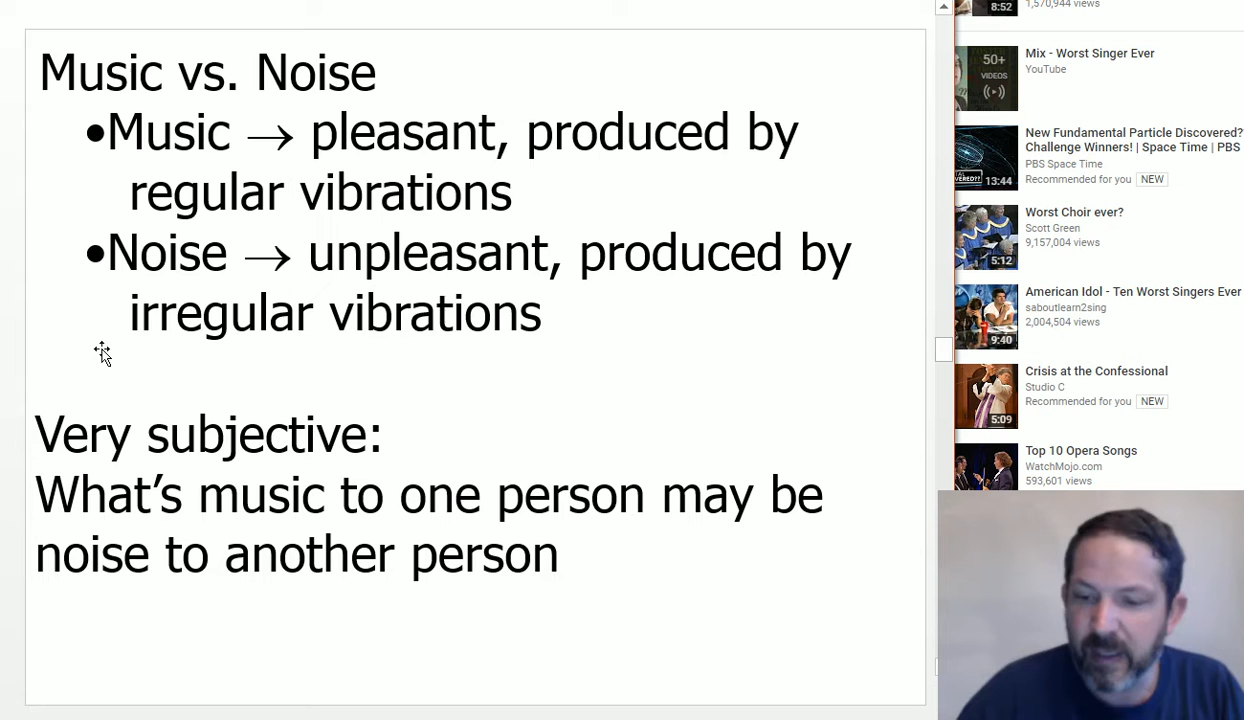 Music vs. Noise
•Music → pleasant, produced by
regular vibrations
•Noise → unpleasant, produced by
irregular vibrations
Very subjective:
What's music to one person may be
noise to another person
8:52
1,570,944 views
50+
VIDEOS
Mix - Worst Singer Ever
YouTube
13:44
New Fundamental Particle Discovered?
Challenge Winners! | Space Time | PBS
PBS Space Time
Recommended for you NEW
5:12
Worst Choir ever?
Scott Green
9,157,004 views
9:40
American Idol - Ten Worst Singers Ever
saboutlearn2sing
2,004,504 views
5:09
Crisis at the Confessional
Studio C
Recommended for you NEW
Top 10 Opera Songs
WatchMojo.com
593,601 views